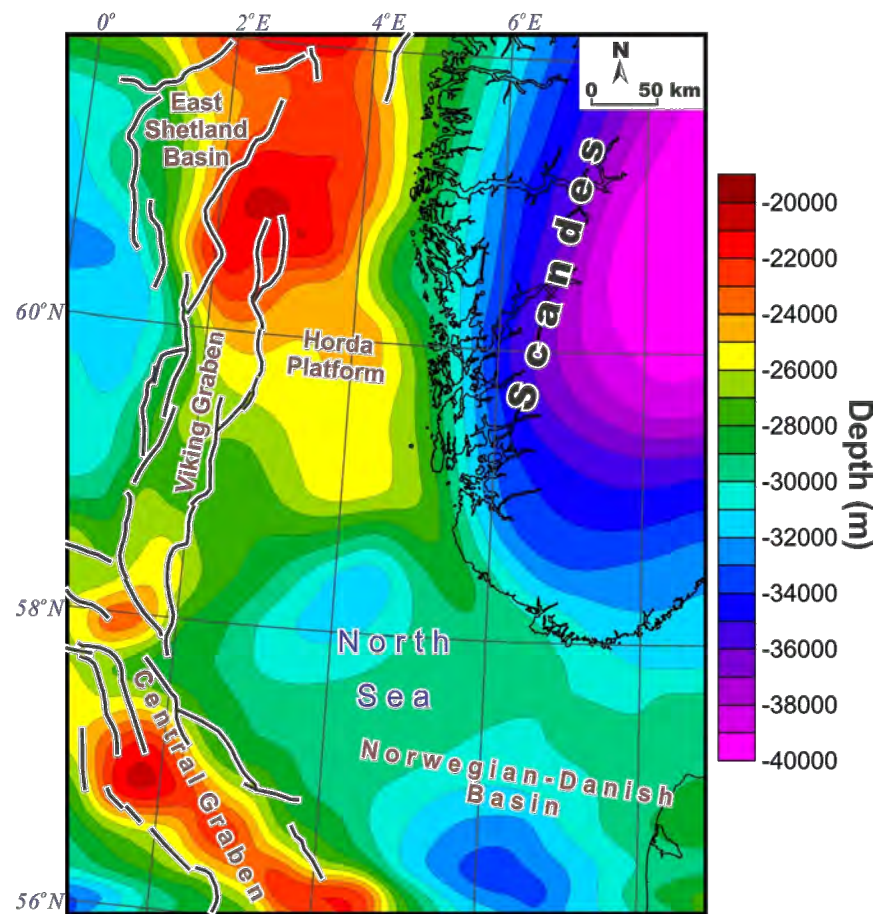 0° 2°E 4°E 6°E
N
0 50 km
East
Shetland
Basin
Scandes
60°N
Viking Graben
Horda
Platform
58°N
North
Sea
Central Graben
Norwegian-Danish
Basin
56°N
-20000
-22000
-24000
-26000
-28000
-30000
-32000
-34000
-36000
-38000
-40000
Depth (m)